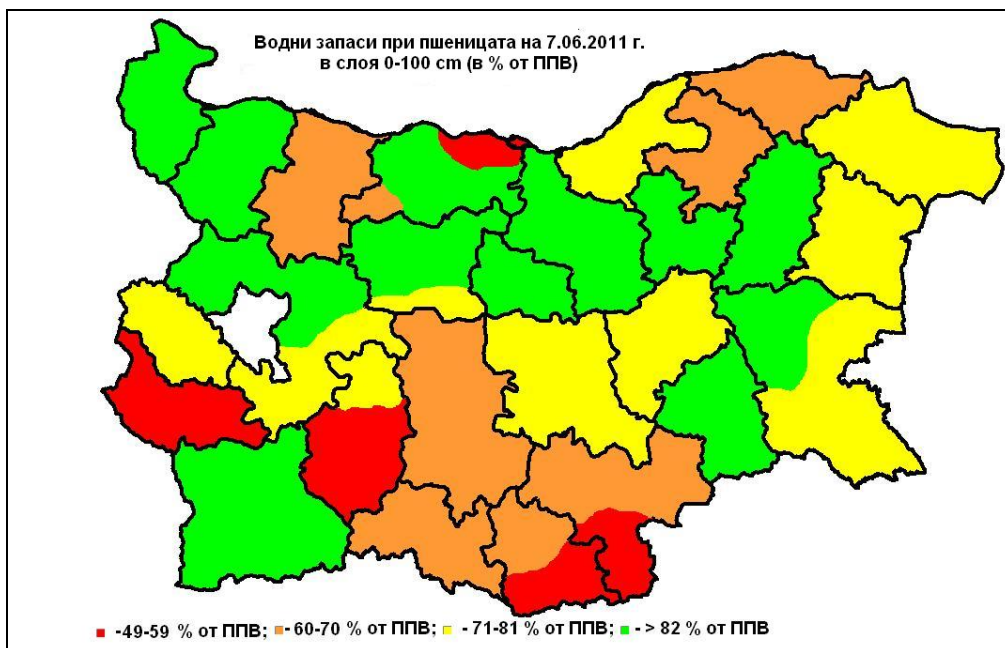 Водни запаси при пшеницата на 7.06.2011 г.
в слоя 0-100 cm (в % от ППВ)
-49-59 % от ППВ; - 60-70 % от ППВ; - 71-81 % от ППВ; - > 82 % от ППВ